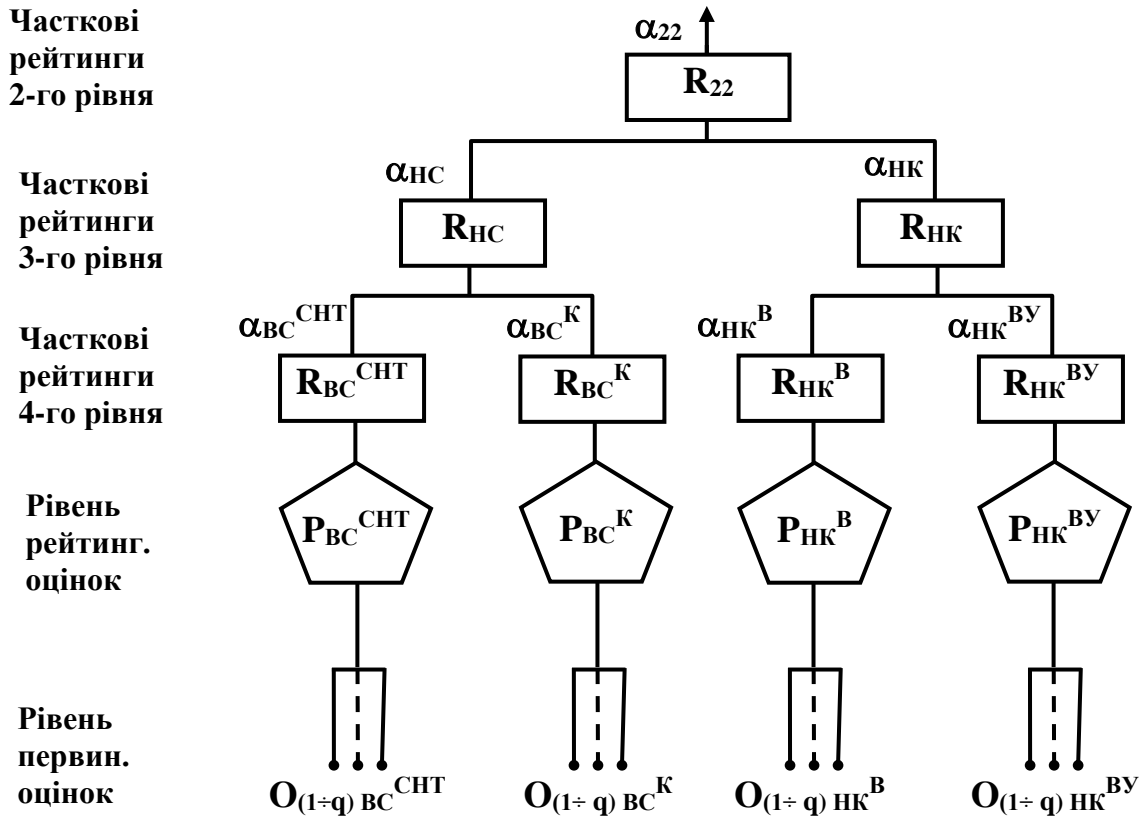 Часткові
рейтинги
2-го рівня
α22
R22
Часткові
рейтинги
3-го рівня
αНС
αНК
RНС
RНК
Часткові
рейтинги
4-го рівня
αВС^СНТ
αВС^К
αНК^В
αНК^ВУ
RВС^СНТ
RВС^К
RНК^В
RНК^ВУ
Рівень
рейтинг.
оцінок
PВС^СНТ
PВС^К
PНК^В
PНК^ВУ
Рівень
первин.
оцінок
O(1÷q) ВС^СНТ
O(1÷ q) ВС^К
O(1÷ q) НК^В
O(1÷ q) НК^ВУ